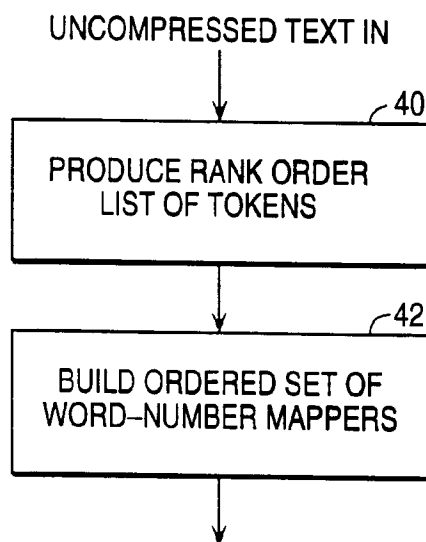 UNCOMPRESSED TEXT IN
40
PRODUCE RANK ORDER
LIST OF TOKENS
42
BUILD ORDERED SET OF
WORD–NUMBER MAPPERS